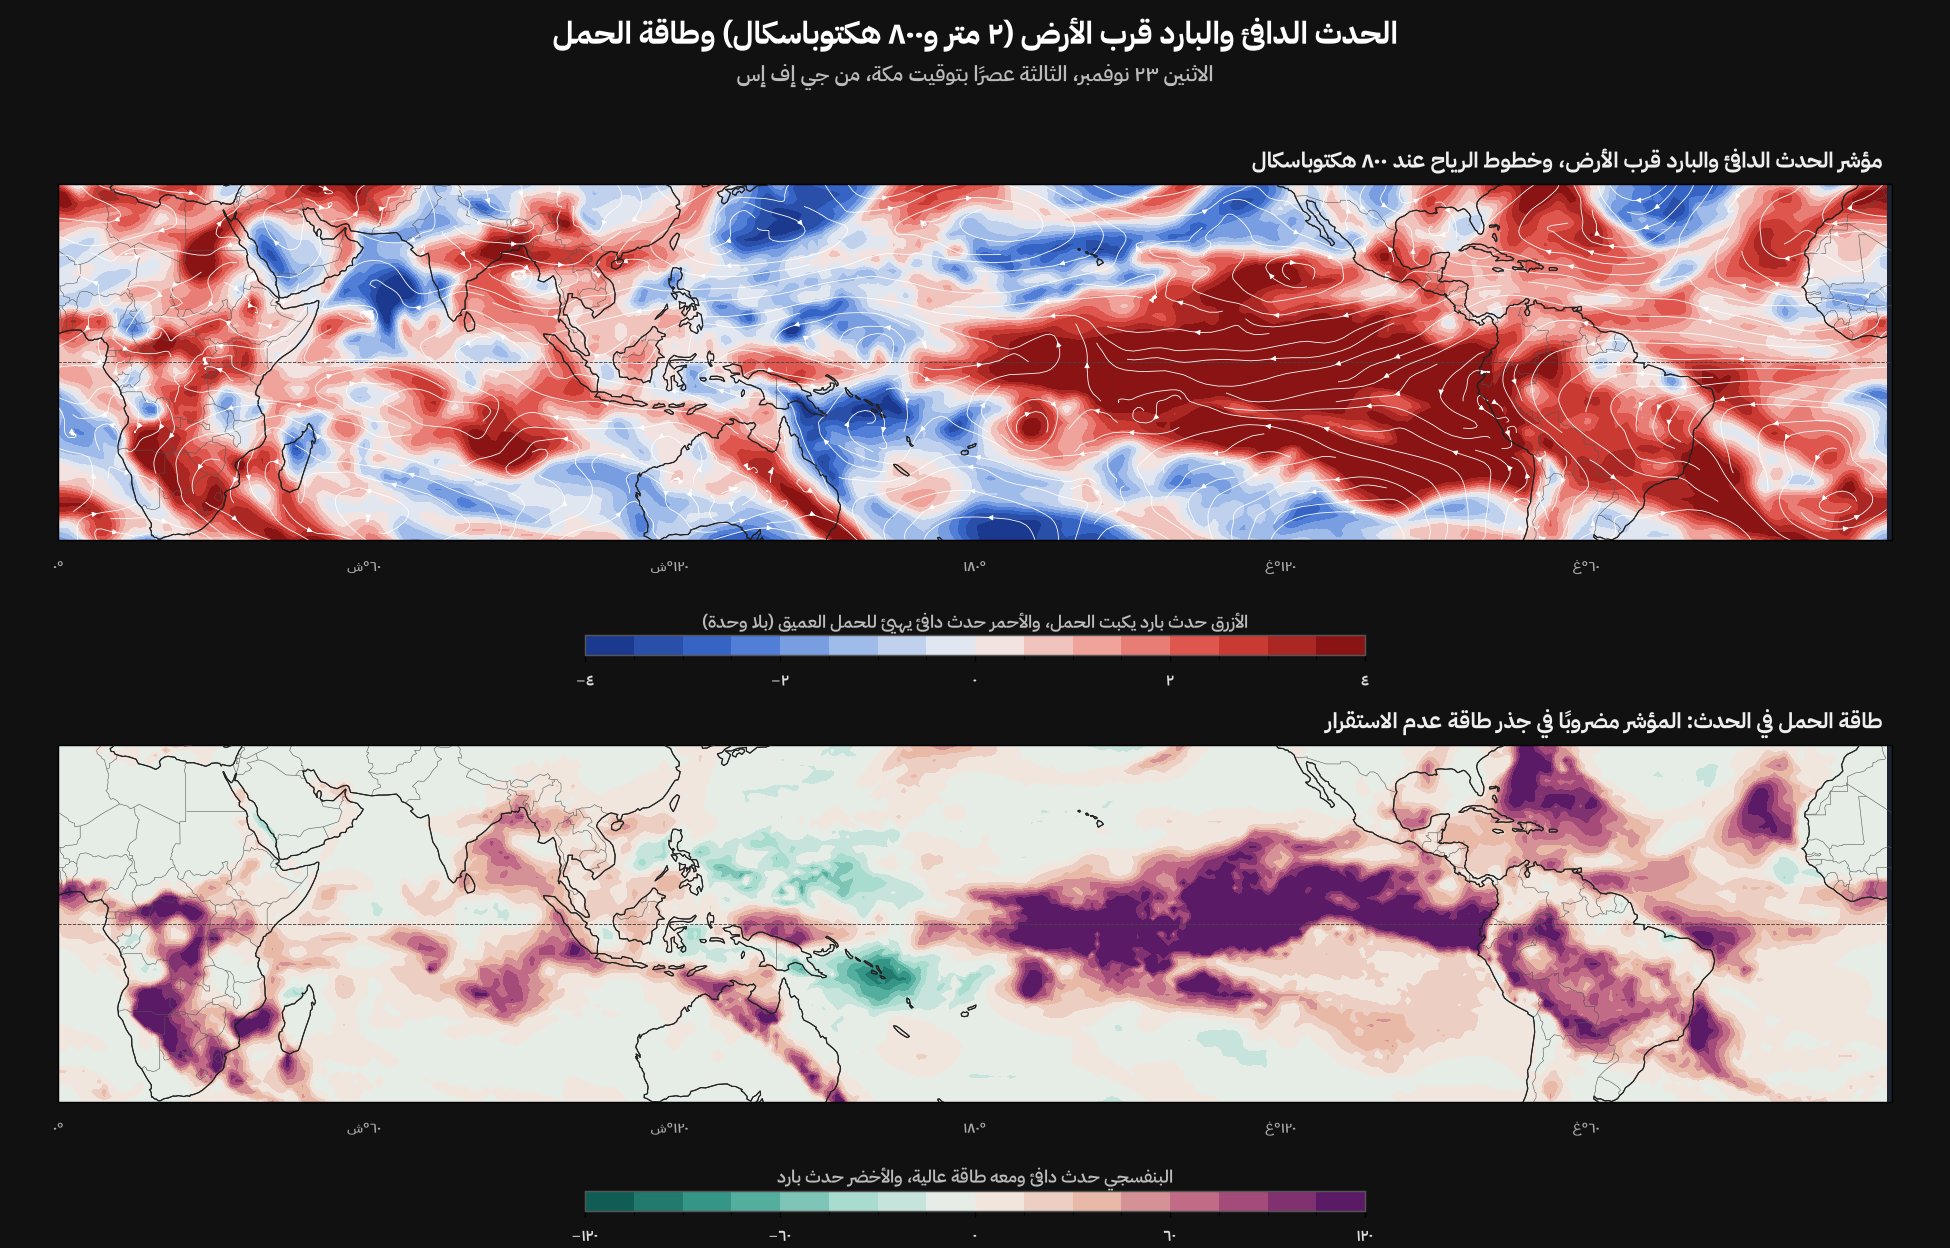 الحدث الدافئ والبارد قرب الأرض (٢ متر و٨٠٠ هكتوباسكال) وطاقة الحمل
الاثنين ٢٣ نوفمبر، الثالثة عصرًا بتوقيت مكة، من جي إف إس
مؤشر الحدث الدافئ والبارد قرب الأرض، وخطوط الرياح عند ٨٠٠ هكتوباسكال
٠° ٦٠°ش ١٢٠°ش ١٨٠° ١٢٠°غ ٦٠°غ
الأزرق حدث بارد يكبت الحمل، والأحمر حدث دافئ يهيئ للحمل العميق (بلا وحدة)
−٤ −٢ ٠ ٢ ٤
طاقة الحمل في الحدث: المؤشر مضروبًا في جذر طاقة عدم الاستقرار
٠° ٦٠°ش ١٢٠°ش ١٨٠° ١٢٠°غ ٦٠°غ
البنفسجي حدث دافئ ومعه طاقة عالية، والأخضر حدث بارد
−١٢٠ −٦٠ ٠ ٦٠ ١٢٠